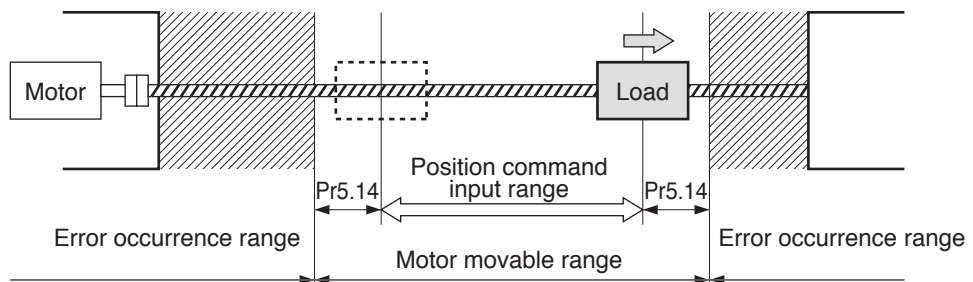 Motor
Load
Position command
input range
Pr5.14
Pr5.14
Error occurrence range
Error occurrence range
Motor movable range